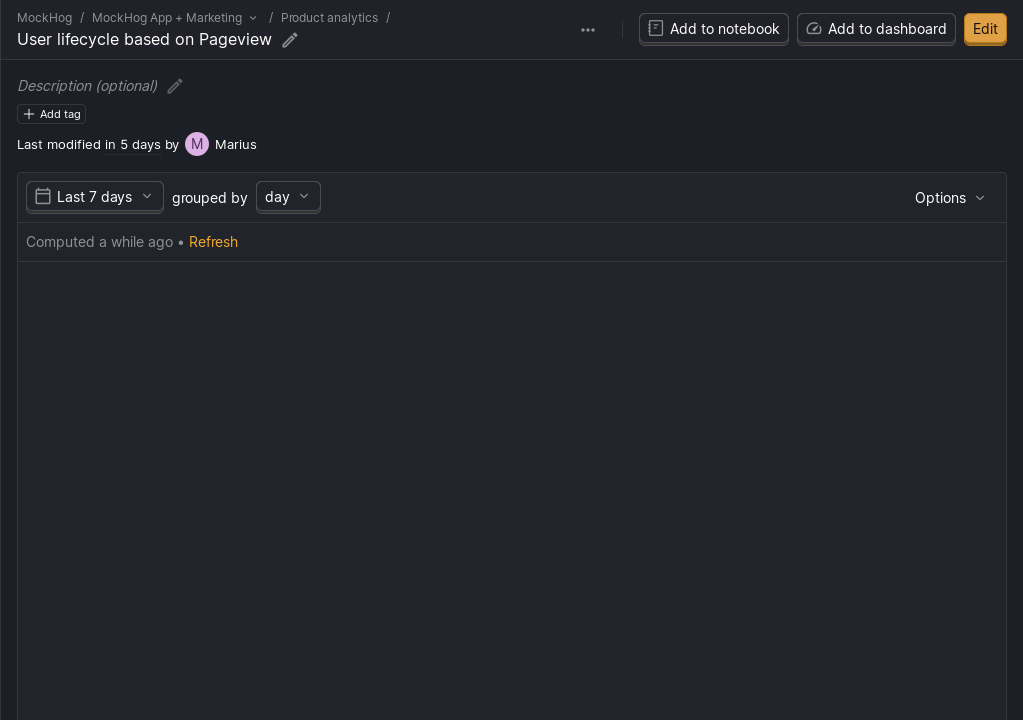 MockHog / MockHog App + Marketing / Product analytics /
User lifecycle based on Pageview
Add to notebook
Add to dashboard
Edit
Description (optional)
Add tag
Last modified in 5 days by M Marius
Last 7 days grouped by day
Options
Computed a while ago • Refresh